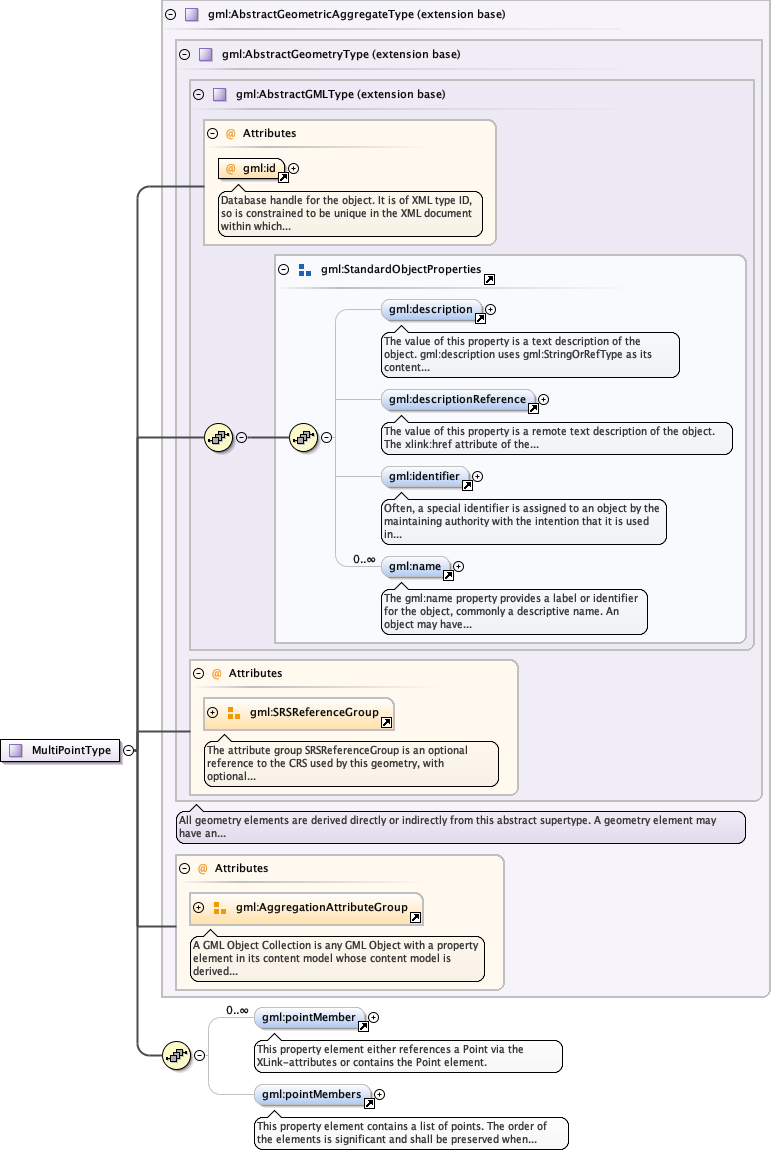 gml:AbstractGeometricAggregateType (extension base)
gml:AbstractGeometryType (extension base)
gml:AbstractGMLType (extension base)
@ Attributes
@ gml:id
Database handle for the object. It is of XML type ID,
so is constrained to be unique in the XML document
within which...
gml:StandardObjectProperties
gml:description
The value of this property is a text description of the
object. gml:description uses gml:StringOrRefType as its
content...
gml:descriptionReference
The value of this property is a remote text description of the object.
The xlink:href attribute of the...
gml:identifier
Often, a special identifier is assigned to an object by the
maintaining authority with the intention that it is used
in...
0..∞
gml:name
The gml:name property provides a label or identifier
for the object, commonly a descriptive name. An
object may have...
@ Attributes
gml:SRSReferenceGroup
The attribute group SRSReferenceGroup is an optional
reference to the CRS used by this geometry, with
optional...
MultiPointType
All geometry elements are derived directly or indirectly from this abstract supertype. A geometry element may
have an...
@ Attributes
gml:AggregationAttributeGroup
A GML Object Collection is any GML Object with a property
element in its content model whose content model is
derived...
0..∞
gml:pointMember
This property element either references a Point via the
XLink-attributes or contains the Point element.
gml:pointMembers
This property element contains a list of points. The order of
the elements is significant and shall be preserved when...